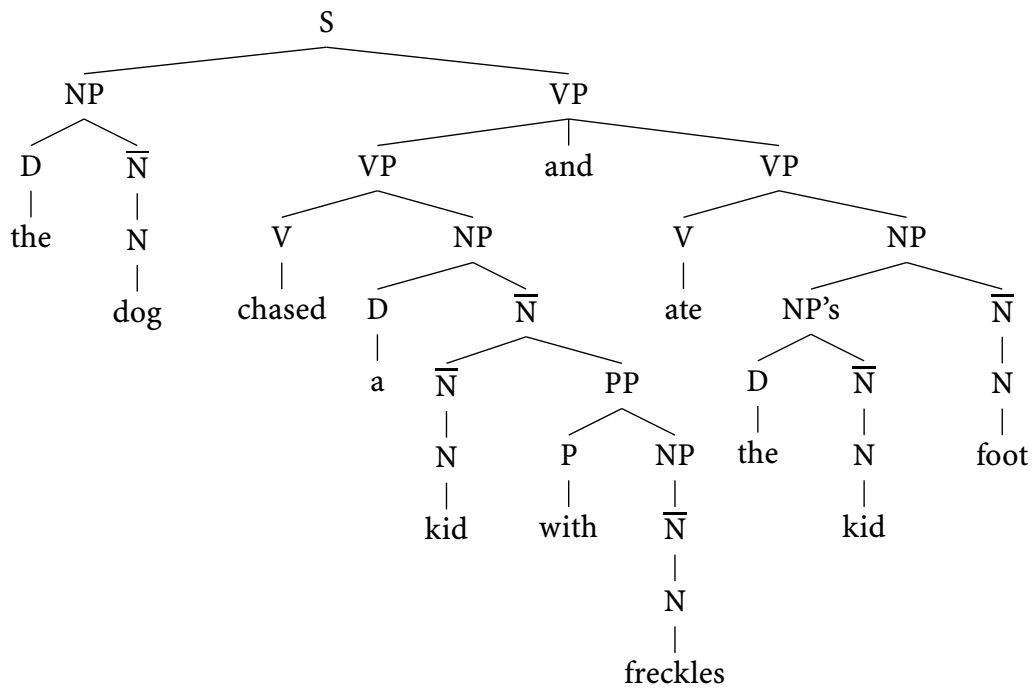 S
NP VP
D N̅ VP and VP
the N V NP V NP
dog chased D N̅ ate NP’s N̅
a N̅ PP D N̅ N
N P NP the N foot
kid with N̅ kid
N
freckles